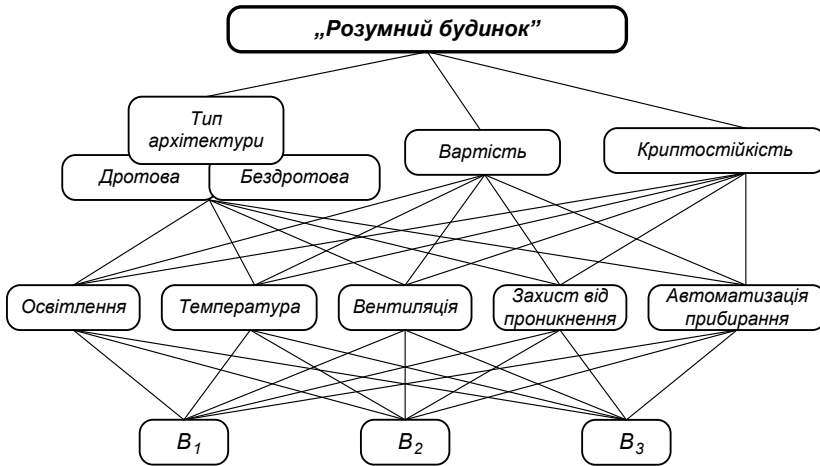 „Розумний будинок”
Тип
архітектури
Дротова
Бездротова
Вартість
Криптостійкість
Освітлення
Температура
Вентиляція
Захист від
проникнення
Автоматизація
прибирання
B1
B2
B3